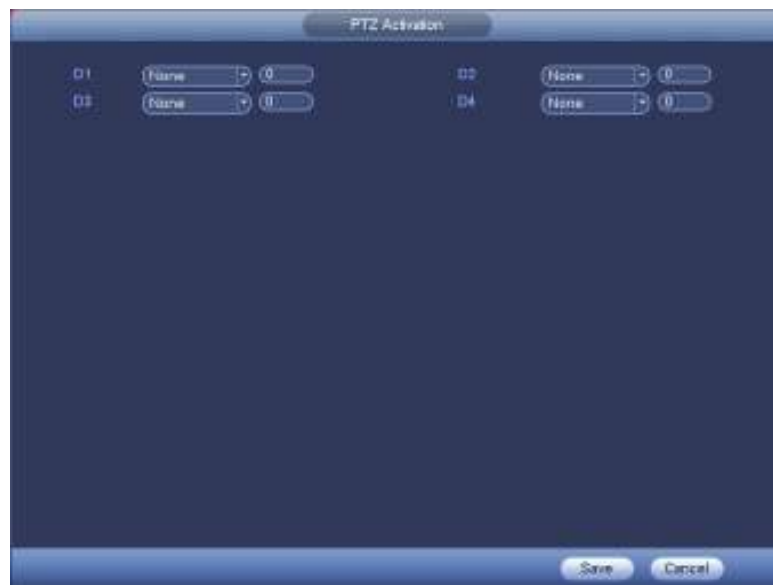 PTZ Activation
D1 None 0 D2 None 0
D3 None 0 D4 None 0
Save Cancel